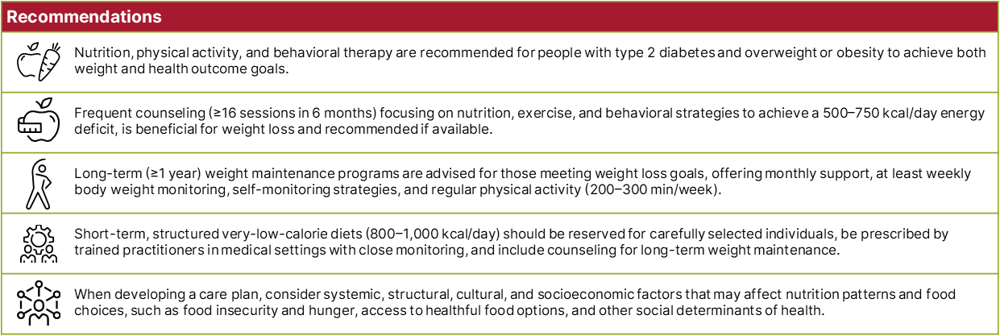 Recommendations
Nutrition, physical activity, and behavioral therapy are recommended for people with type 2 diabetes and overweight or obesity to achieve both
weight and health outcome goals.
Frequent counseling (≥16 sessions in 6 months) focusing on nutrition, exercise, and behavioral strategies to achieve a 500–750 kcal/day energy
deficit, is beneficial for weight loss and recommended if available.
Long-term (≥1 year) weight maintenance programs are advised for those meeting weight loss goals, offering monthly support, at least weekly
body weight monitoring, self-monitoring strategies, and regular physical activity (200–300 min/week).
Short-term, structured very-low-calorie diets (800–1,000 kcal/day) should be reserved for carefully selected individuals, be prescribed by
trained practitioners in medical settings with close monitoring, and include counseling for long-term weight maintenance.
When developing a care plan, consider systemic, structural, cultural, and socioeconomic factors that may affect nutrition patterns and food
choices, such as food insecurity and hunger, access to healthful food options, and other social determinants of health.